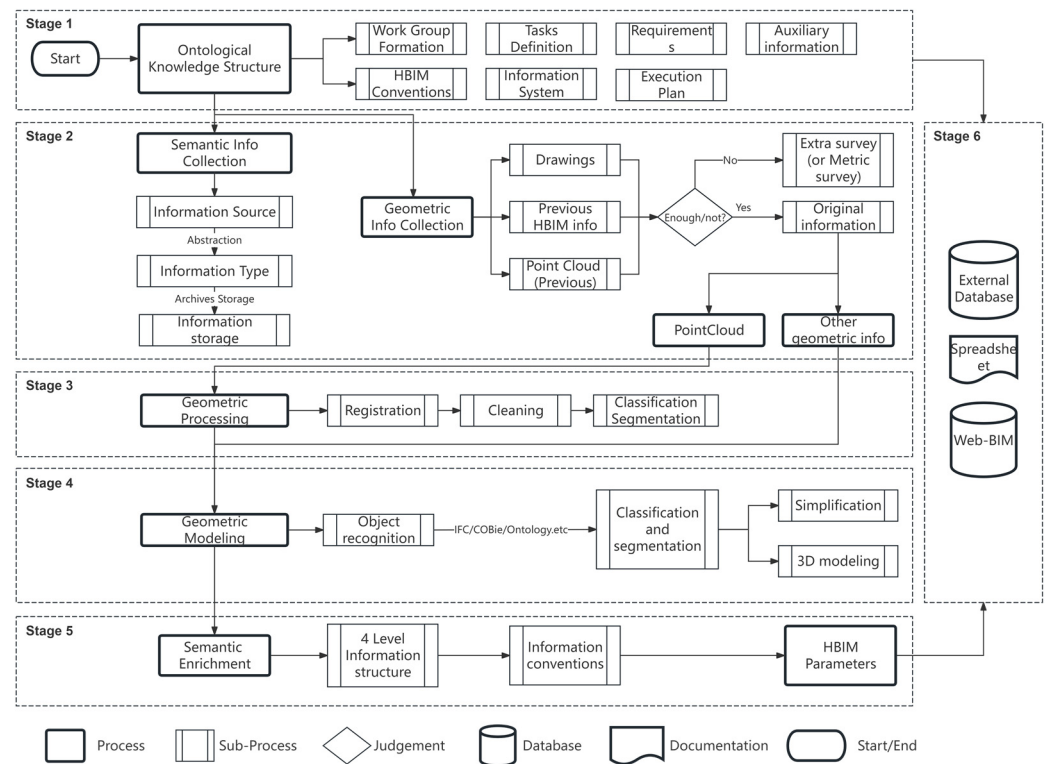 Stage 1
Start
Ontological
Knowledge Structure
Work Group
Formation
Tasks
Definition
Requirement
s
Auxiliary
information
HBIM
Conventions
Information
System
Execution
Plan
Stage 2
Semantic Info
Collection
Information Source
Abstraction
Information Type
Archives Storage
Information
storage
Geometric
Info Collection
Drawings
Previous
HBIM info
Point Cloud
(Previous)
Enough/not?
No
Yes
Extra survey
(or Metric
survey)
Original
information
PointCloud
Other
geometric info
Stage 3
Geometric
Processing
Registration
Cleaning
Classification
Segmentation
Stage 4
Geometric
Modeling
Object
recognition
IFC/COBie/Ontology.etc
Classification
and
segmentation
Simplification
3D modeling
Stage 5
Semantic
Enrichment
4 Level
Information
structure
Information
conventions
HBIM
Parameters
Stage 6
External
Database
Spreadshe
et
Web-BIM
Process
Sub-Process
Judgement
Database
Documentation
Start/End